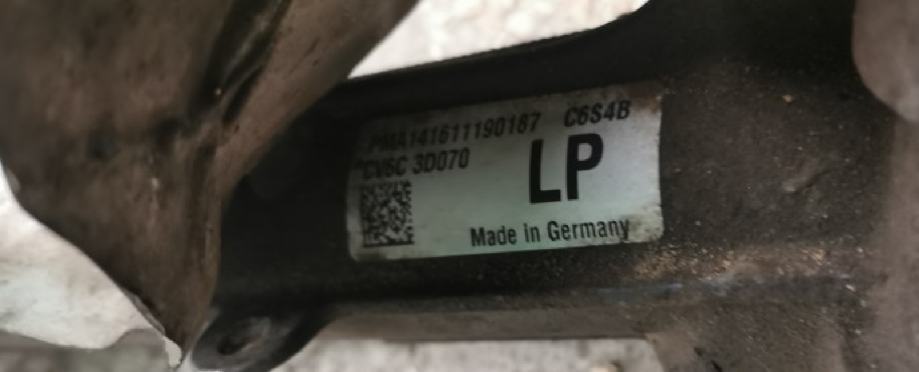 PMA141611190187 C6S4B
CV6C 3D070
LP
Made in Germany